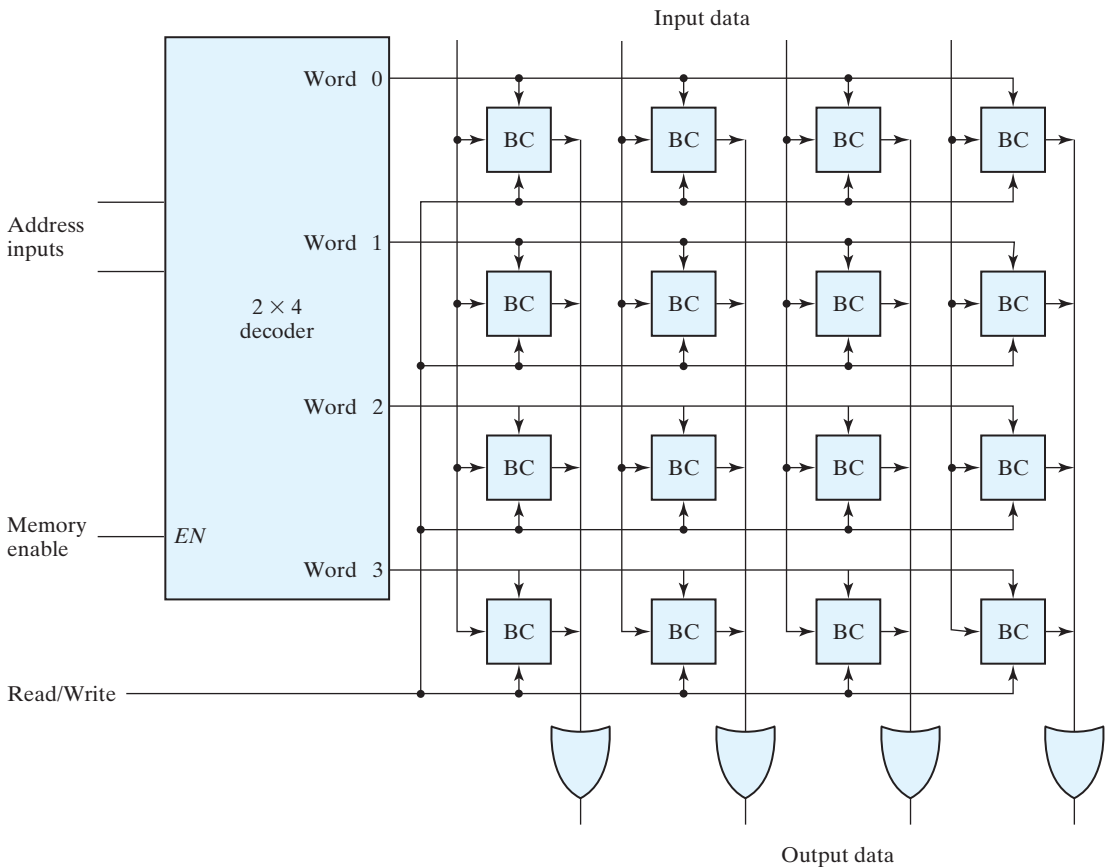 Input data
Word 0
BC BC BC BC
Address
inputs
Word 1
2 × 4
decoder
BC BC BC BC
Word 2
BC BC BC BC
Memory
enable
EN
Word 3
BC BC BC BC
Read/Write
Output data